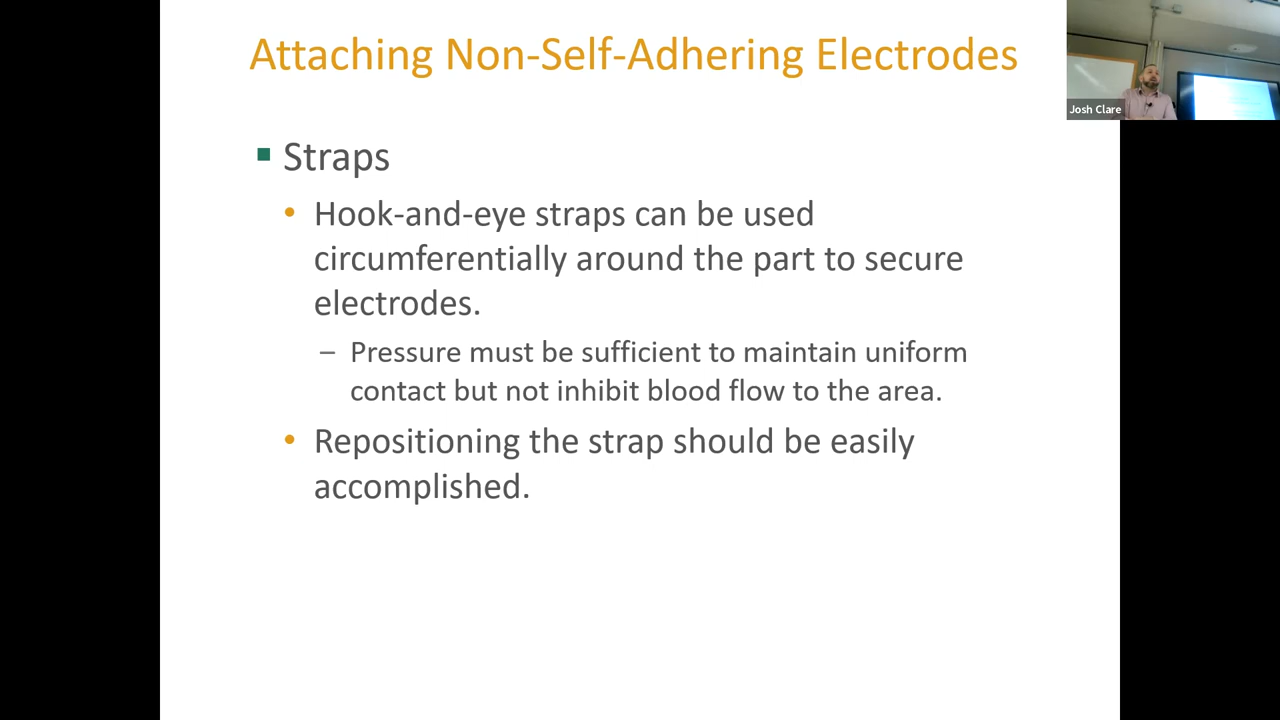 Attaching Non-Self-Adhering Electrodes
Josh Clare
Straps
Hook-and-eye straps can be used
circumferentially around the part to secure
electrodes.
– Pressure must be sufficient to maintain uniform
contact but not inhibit blood flow to the area.
Repositioning the strap should be easily
accomplished.